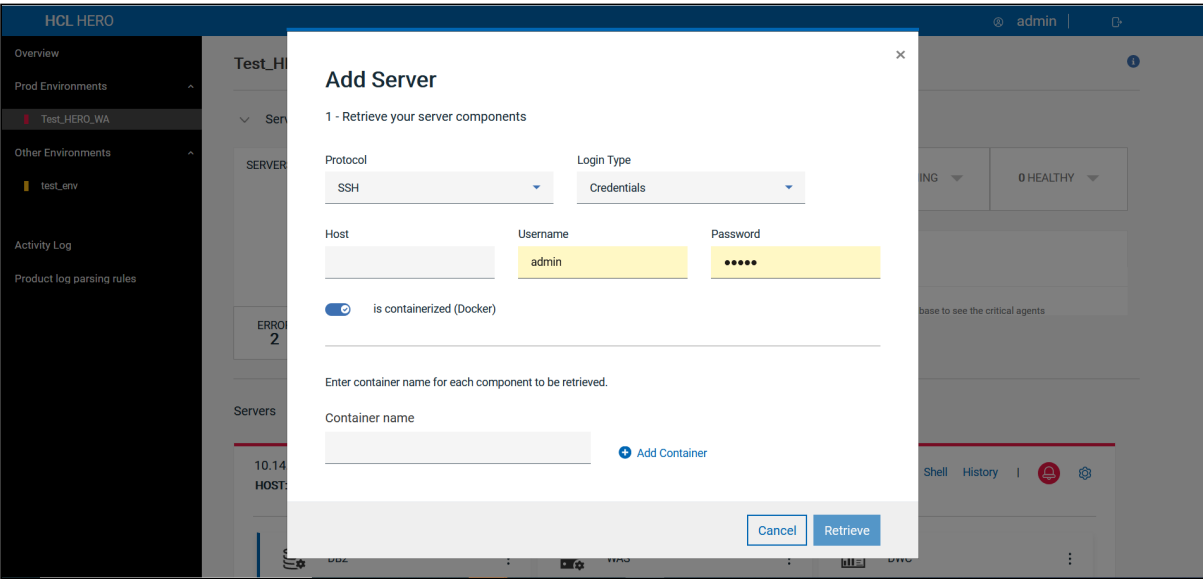 HCL HERO
admin
Overview
Prod Environments
Test_HERO_WA
Other Environments
test_env
Activity Log
Product log parsing rules
Test_H
Serv
SERVER
ERRO
2
Servers
10.14
HOST:
Add Server
×
1 - Retrieve your server components
Protocol
Login Type
SSH
Credentials
Host
Username
Password
admin
•••••
is containerized (Docker)
Enter container name for each component to be retrieved.
Container name
Add Container
Cancel
Retrieve
ING
0 HEALTHY
base to see the critical agents
Shell History |
DB2
WAS
DWC